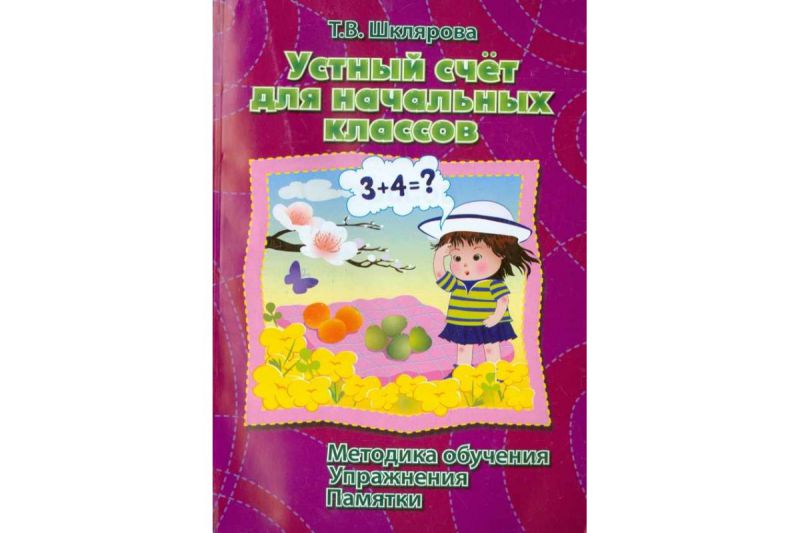 Т.В. Шклярова
Устный счёт
для начальных
классов
3+4=?
Методика обучения
Упражнения
Памятки